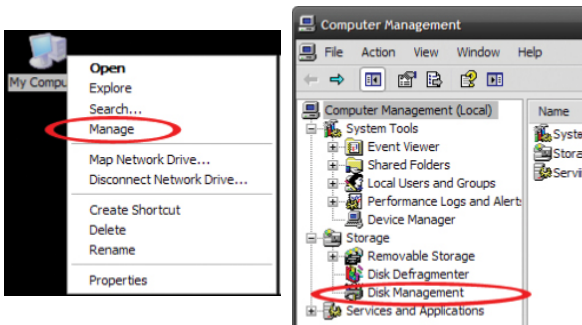 My Compu
Open
Explore
Search...
Manage
Map Network Drive...
Disconnect Network Drive...
Create Shortcut
Delete
Rename
Properties
Computer Management
File Action View Window Help
Computer Management (Local)
System Tools
Event Viewer
Shared Folders
Local Users and Groups
Performance Logs and Alert
Device Manager
Storage
Removable Storage
Disk Defragmenter
Disk Management
Services and Applications
Name
Syste
Stora
Servi